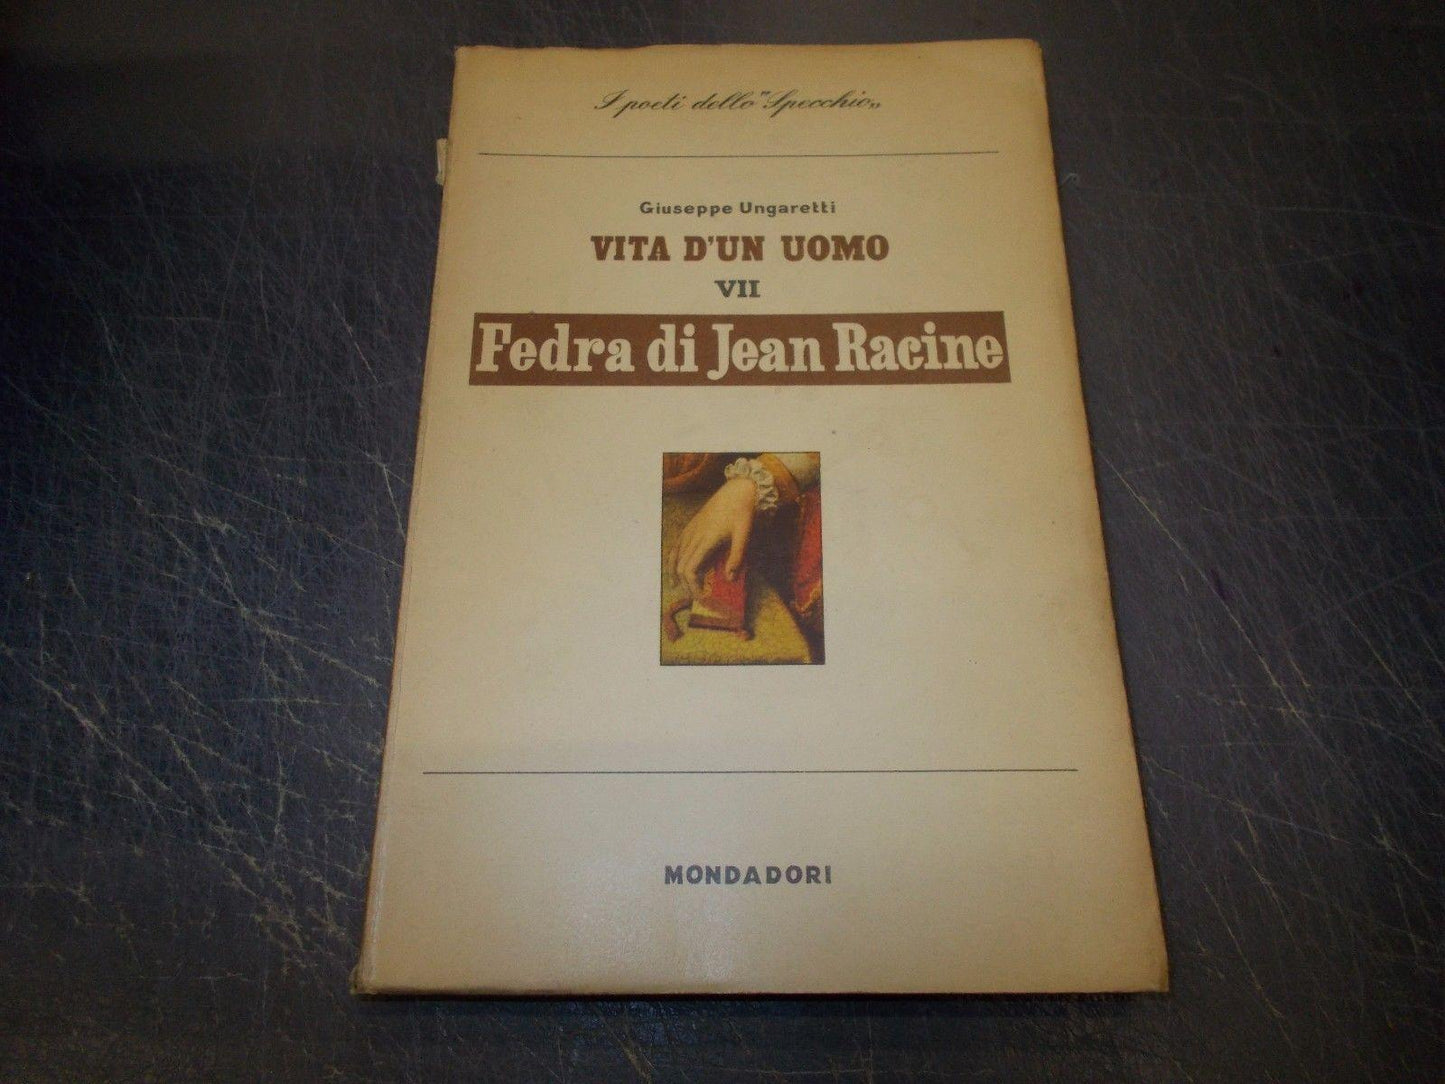 I poeti dello "Specchio„
Giuseppe Ungaretti
VITA D'UN UOMO
VII
Fedra di Jean Racine
MONDADORI